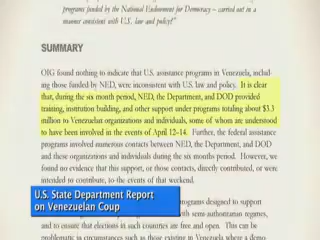 programs funded by the National Endowment for Democracy – carried out in a
manner consistent with U.S. law and policy?
SUMMARY
OIG found nothing to indicate that U.S. assistance programs in Venezuela, includ-
ing those funded by NED, were inconsistent with U.S. law and policy. It is clear
that, during the six month period, NED, the Department, and DOD provided
training, institution building, and other support under programs totaling about $3.3
million to Venezuelan organizations and individuals, some of whom are understood
to have been involved in the events of April 12-14. Further, the federal assistance
programs involved numerous contacts between NED, the Department, and DOD
and these organizations and individuals during the six month period. However, we
found no evidence that this support, or contacts, directly contributed, or were
intended to contribute, to the events of that weekend.
U.S. State Department Report
on Venezuelan Coup
programs designed to support
with semi-authoritarian regimes,
and to ensure that elections in such countries are free and open. This can be
problematic in circumstances such as those existing in Venezuela where a